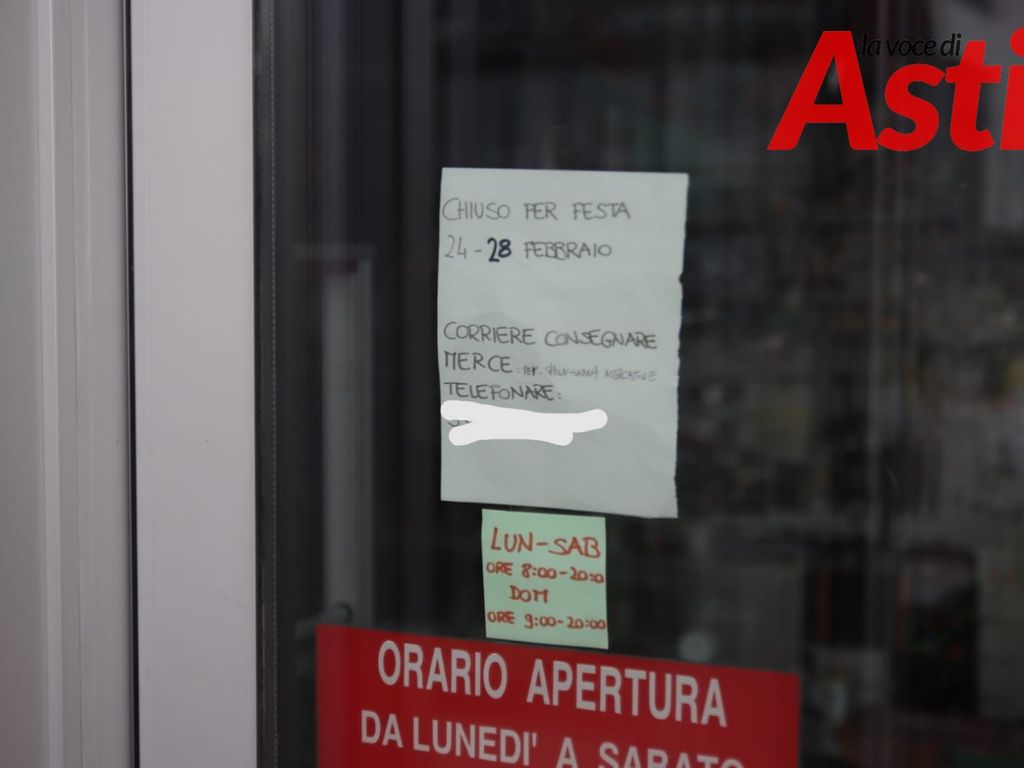 la voce di
Asti
CHIUSO PER FESTA
24 - 28 FEBBRAIO
CORRIERE CONSEGNARE
MERCE
TELEFONARE:
LUN-SAB
ORE 8:00-20:00
DOM
ORE 9:00-20:00
ORARIO APERTURA
DA LUNEDI' A SABATO